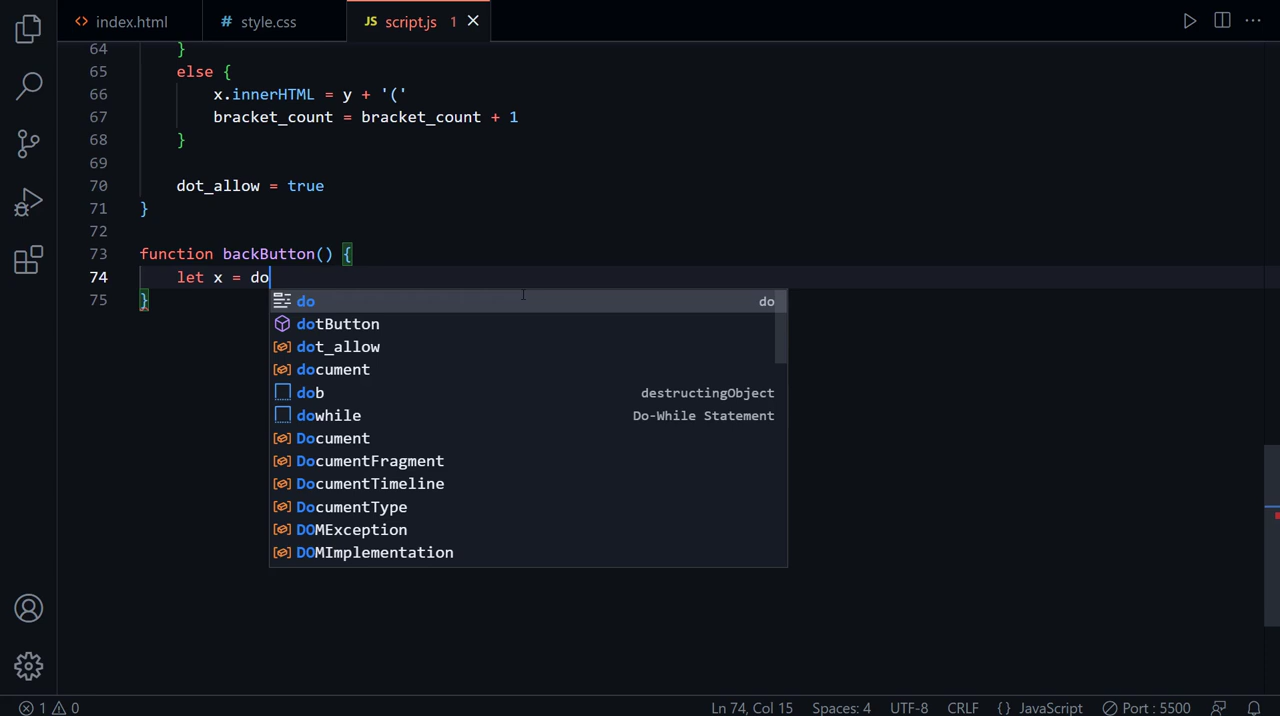 <> index.html # style.css JS script.js 1
64 }
65 else {
66 x.innerHTML = y + '('
67 bracket_count = bracket_count + 1
68 }
69
70 dot_allow = true
71 }
72
73 function backButton() {
74 let x = do
75 }
do do
dotButton
dot_allow
document
dob destructingObject
dowhile Do-While Statement
Document
DocumentFragment
DocumentTimeline
DocumentType
DOMException
DOMImplementation
1 0 Ln 74, Col 15 Spaces: 4 UTF-8 CRLF {} JavaScript Port : 5500